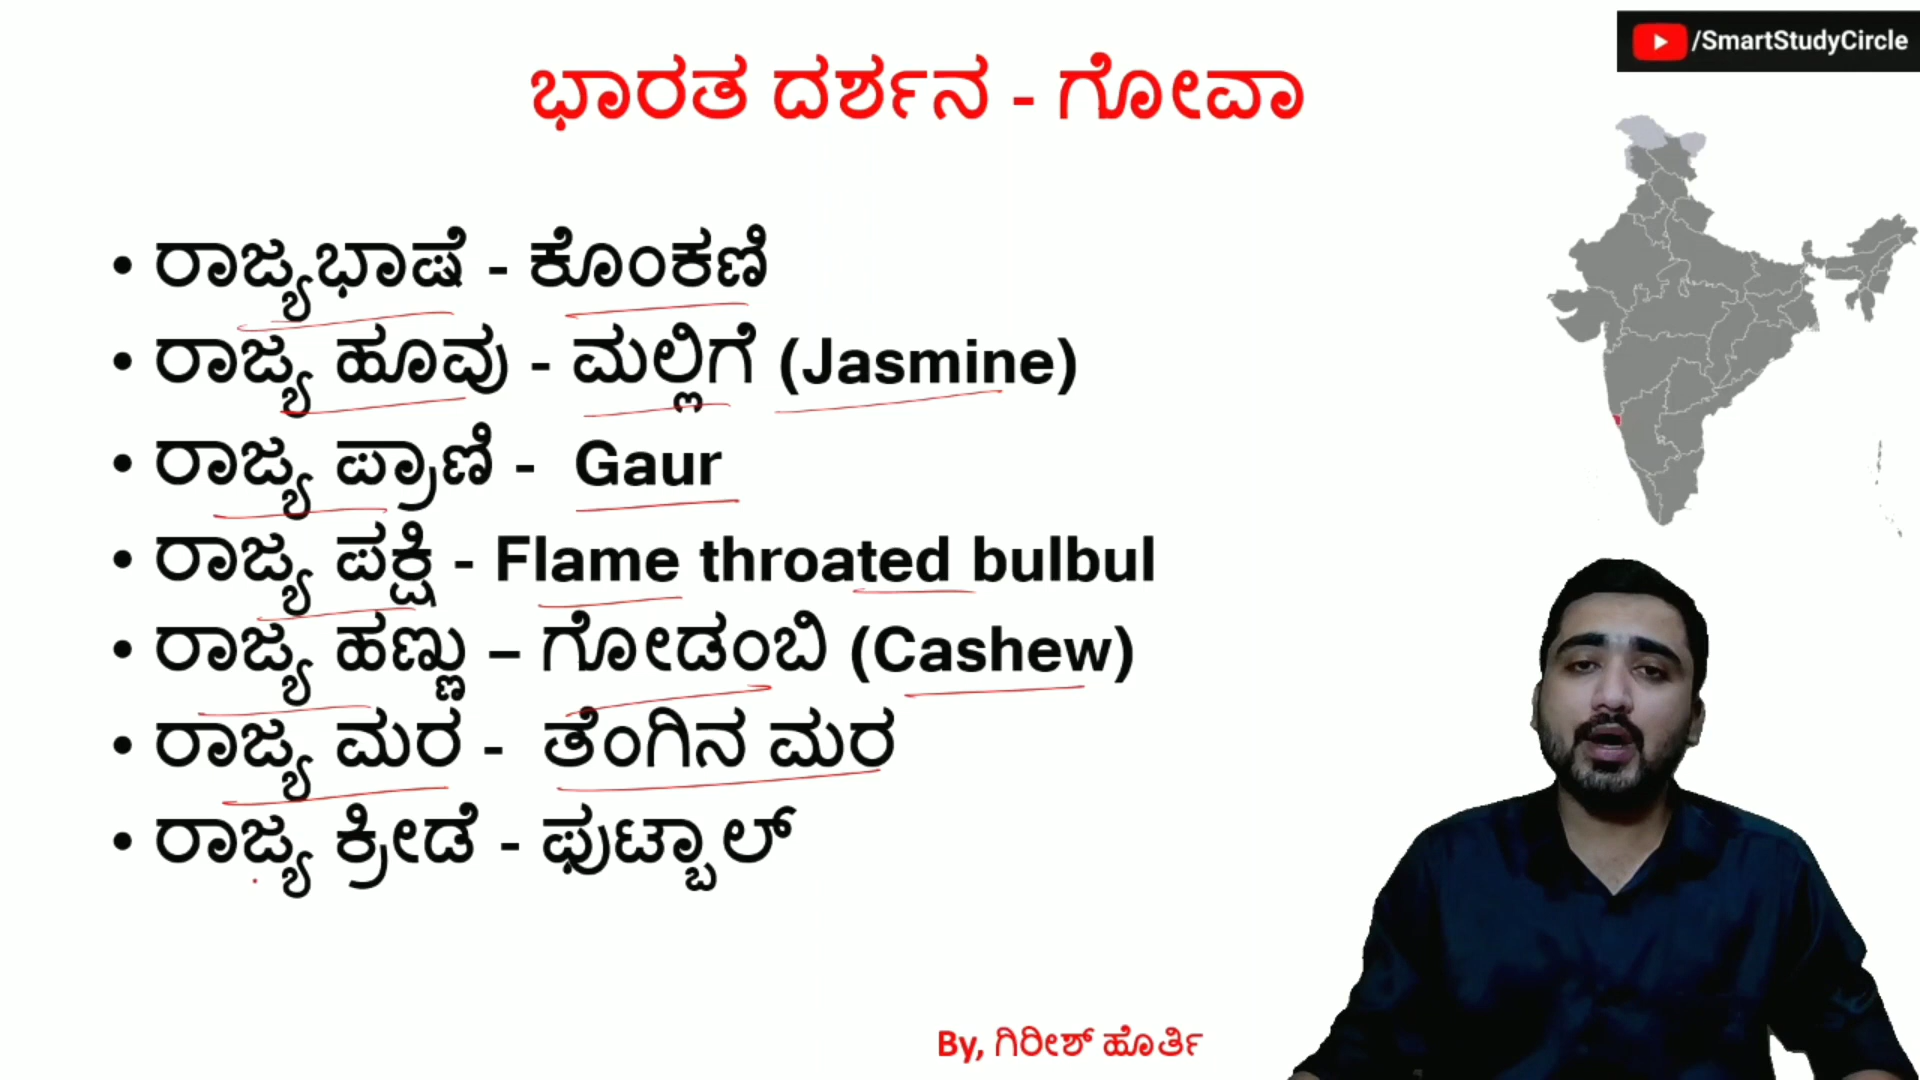 /SmartStudyCircle
ಭಾರತ ದರ್ಶನ - ಗೋವಾ
• ರಾಜ್ಯಭಾಷೆ - ಕೊಂಕಣಿ
• ರಾಜ್ಯ ಹೂವು - ಮಲ್ಲಿಗೆ (Jasmine)
• ರಾಜ್ಯ ಪ್ರಾಣಿ - Gaur
• ರಾಜ್ಯ ಪಕ್ಷಿ - Flame throated bulbul
• ರಾಜ್ಯ ಹಣ್ಣು – ಗೋಡಂಬಿ (Cashew)
• ರಾಜ್ಯ ಮರ - ತೆಂಗಿನ ಮರ
• ರಾಜ್ಯ ಕ್ರೀಡೆ - ಫುಟ್ಬಾಲ್
By, ಗಿರೀಶ್ ಹೊರ್ತಿ